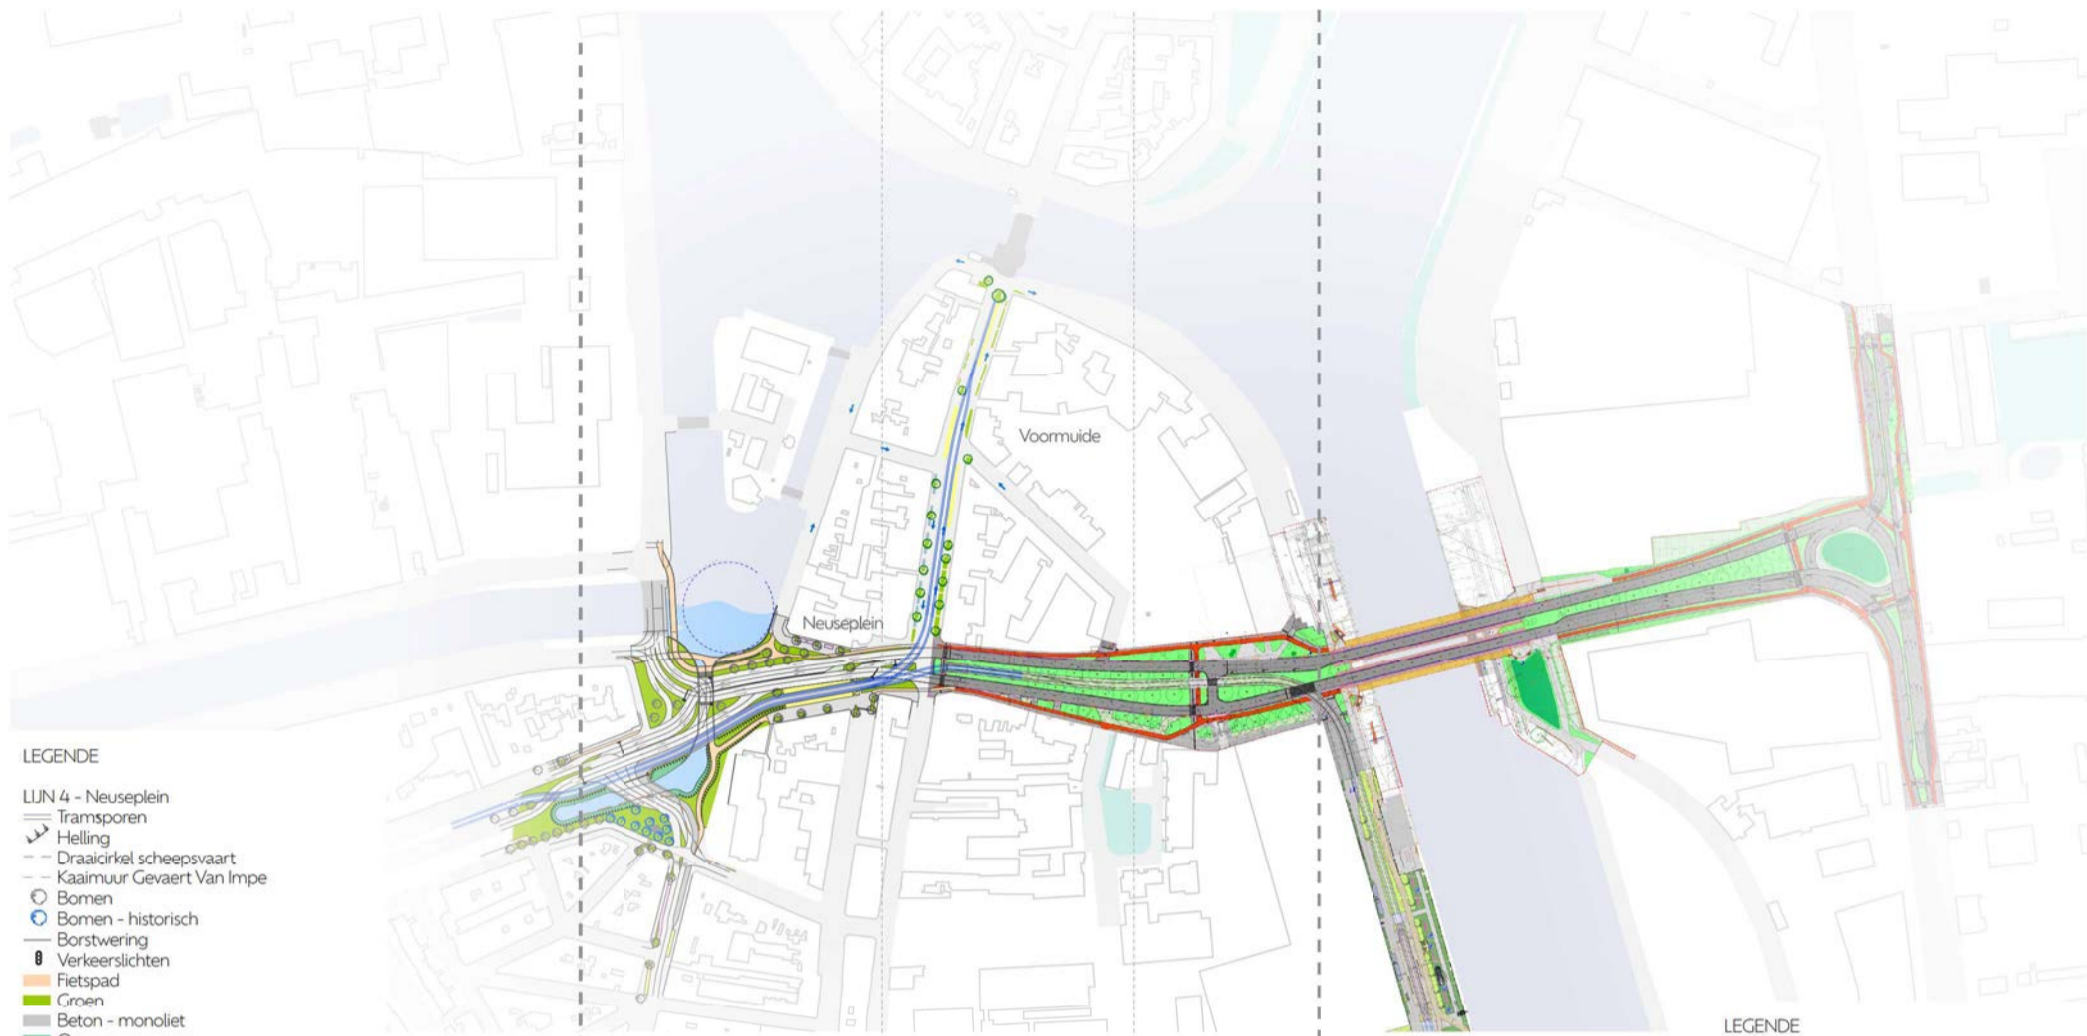 Voormuide
Neuseplein
LEGENDE
LIJN 4 - Neuseplein
Tramsporen
Helling
Draaicirkel scheepsvaart
Kaaimuur Gevaert Van Impe
Bomen
Bomen - historisch
Borstwering
Verkeerslichten
Fietspad
Groen
Beton - monoliet
LEGENDE